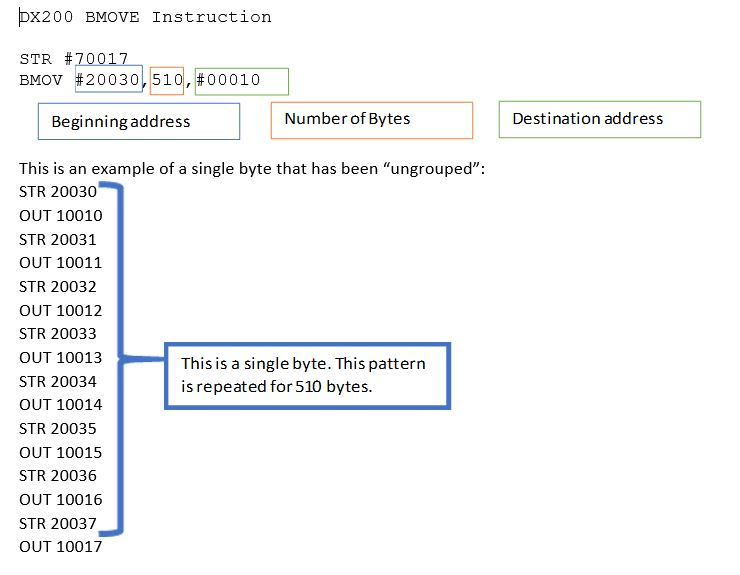 DX200 BMOVE Instruction
STR #70017
BMOV #20030,510,#00010
Beginning address
Number of Bytes
Destination address
This is an example of a single byte that has been “ungrouped”:
STR 20030
OUT 10010
STR 20031
OUT 10011
STR 20032
OUT 10012
STR 20033
OUT 10013
STR 20034
OUT 10014
STR 20035
OUT 10015
STR 20036
OUT 10016
STR 20037
OUT 10017
This is a single byte. This pattern
is repeated for 510 bytes.